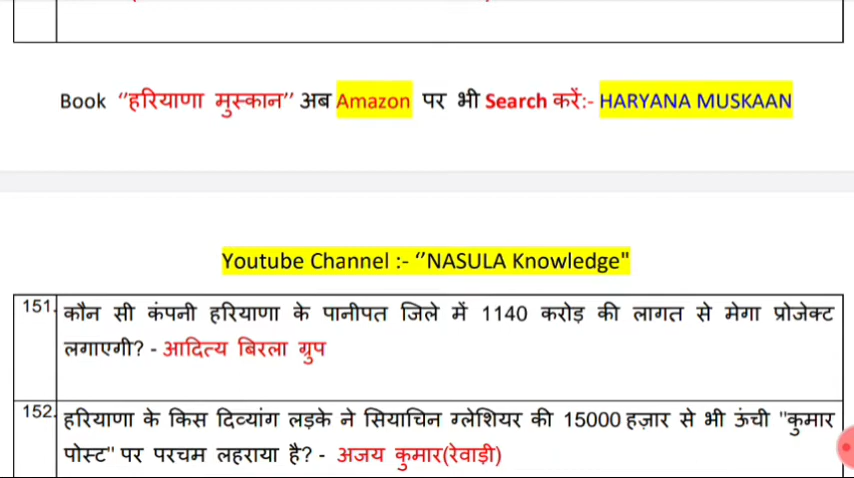 Book ‘‘हरियाणा मुस्कान’’ अब Amazon पर भी Search करें:- HARYANA MUSKAAN
Youtube Channel :- ‘‘NASULA Knowledge"
151. कौन सी कंपनी हरियाणा के पानीपत जिले में 1140 करोड़ की लागत से मेगा प्रोजेक्ट
लगाएगी? - आदित्य बिरला ग्रुप
152. हरियाणा के किस दिव्यांग लड़के ने सियाचिन ग्लेशियर की 15000 हज़ार से भी ऊंची "कुमार
पोस्ट" पर परचम लहराया है? - अजय कुमार(रेवाड़ी)